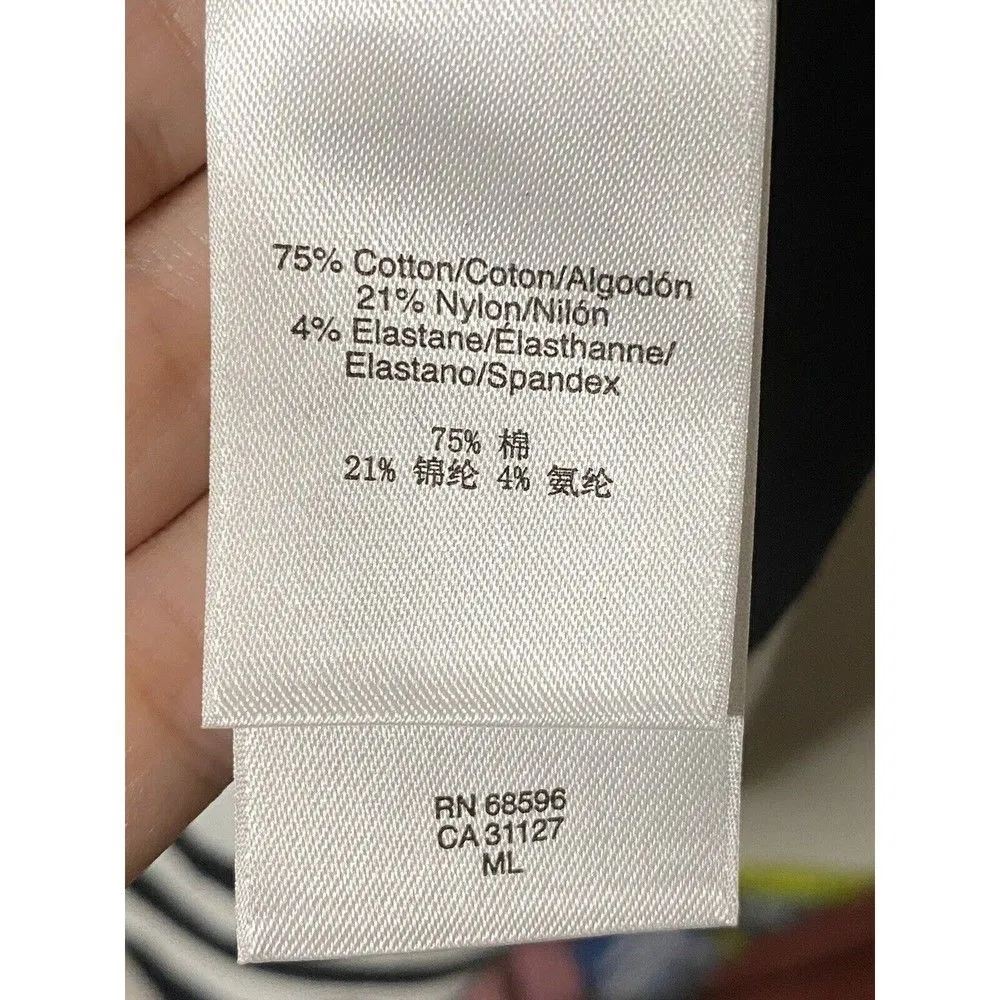 75% Cotton/Coton/Algodón
21% Nylon/Nilón
4% Elastane/Élasthanne/
Elastano/Spandex
75% 棉
21% 锦纶 4% 氨纶
RN 68596
CA 31127
ML